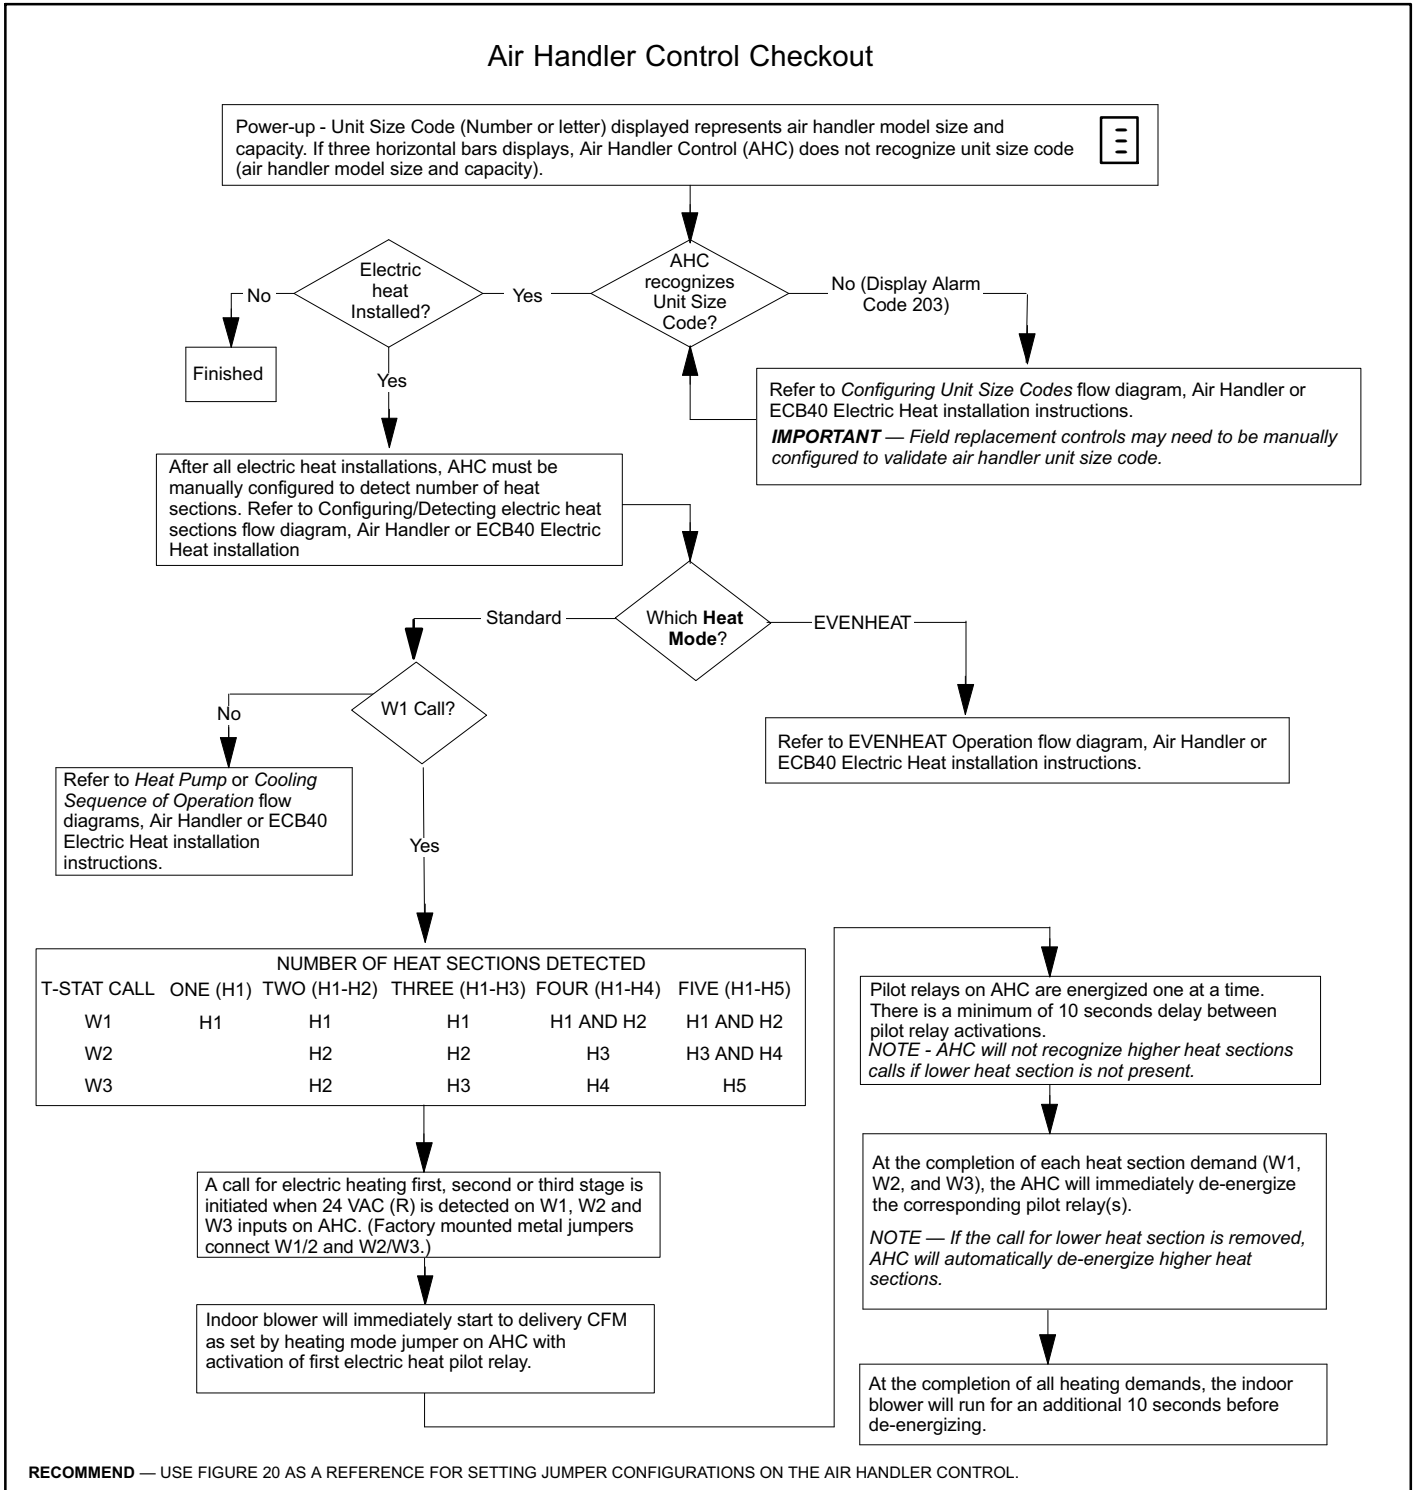 Air Handler Control Checkout
Power-up - Unit Size Code (Number or letter) displayed represents air handler model size and
capacity. If three horizontal bars displays, Air Handler Control (AHC) does not recognize unit size code
(air handler model size and capacity).
AHC
recognizes
Unit Size
Code?
Yes
No (Display Alarm
Code 203)
Electric
heat
Installed?
No
Finished
Yes
Refer to Configuring Unit Size Codes flow diagram, Air Handler or
ECB40 Electric Heat installation instructions.
IMPORTANT — Field replacement controls may need to be manually
configured to validate air handler unit size code.
After all electric heat installations, AHC must be
manually configured to detect number of heat
sections. Refer to Configuring/Detecting electric heat
sections flow diagram, Air Handler or ECB40 Electric
Heat installation
Which Heat
Mode?
Standard
EVENHEAT
W1 Call?
No
Refer to EVENHEAT Operation flow diagram, Air Handler or
ECB40 Electric Heat installation instructions.
Refer to Heat Pump or Cooling
Sequence of Operation flow
diagrams, Air Handler or ECB40
Electric Heat installation
instructions.
Yes
NUMBER OF HEAT SECTIONS DETECTED
T-STAT CALL ONE (H1) TWO (H1-H2) THREE (H1-H3) FOUR (H1-H4) FIVE (H1-H5)
W1 H1 H1 H1 H1 AND H2 H1 AND H2
W2 H2 H2 H3 H3 AND H4
W3 H2 H3 H4 H5
A call for electric heating first, second or third stage is
initiated when 24 VAC (R) is detected on W1, W2 and
W3 inputs on AHC. (Factory mounted metal jumpers
connect W1/2 and W2/W3.)
Indoor blower will immediately start to delivery CFM
as set by heating mode jumper on AHC with
activation of first electric heat pilot relay.
Pilot relays on AHC are energized one at a time.
There is a minimum of 10 seconds delay between
pilot relay activations.
NOTE - AHC will not recognize higher heat sections
calls if lower heat section is not present.
At the completion of each heat section demand (W1,
W2, and W3), the AHC will immediately de-energize
the corresponding pilot relay(s).
NOTE — If the call for lower heat section is removed,
AHC will automatically de-energize higher heat
sections.
At the completion of all heating demands, the indoor
blower will run for an additional 10 seconds before
de-energizing.
RECOMMEND — USE FIGURE 20 AS A REFERENCE FOR SETTING JUMPER CONFIGURATIONS ON THE AIR HANDLER CONTROL.